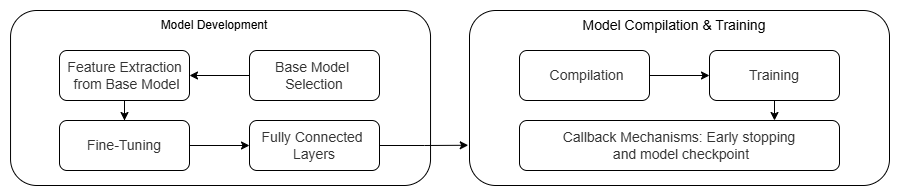 Model Development
Feature Extraction
from Base Model
Base Model
Selection
Fine-Tuning
Fully Connected
Layers
Model Compilation & Training
Compilation
Training
Callback Mechanisms: Early stopping
and model checkpoint